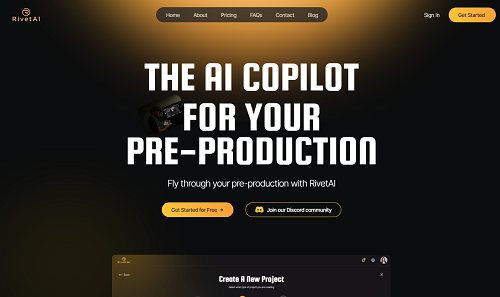 RivetAI
Home About Pricing FAQs Contact Blog
Sign In
Get Started
THE AI COPILOT
FOR YOUR
PRE-PRODUCTION
Fly through your pre-production with RivetAI
Get Started for Free →
Join our Discord community
Create A New Project